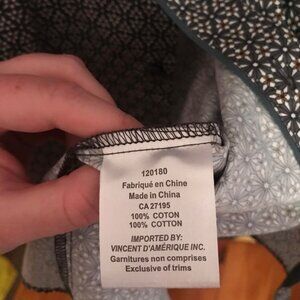 120180
Fabriqué en Chine
Made in China
CA 27195
100% COTON
100% COTTON
IMPORTED BY:
VINCENT D'AMÉRIQUE INC.
Garnitures non comprises
Exclusive of trims